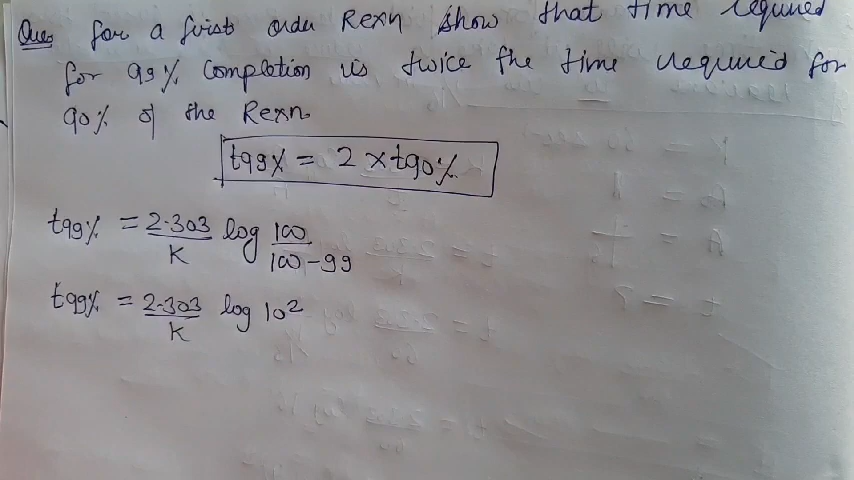 Ques for a first order Rexn show that time required
for 99% Completion is twice the time required for
90% of the Rexn.
t99% = 2 × t90%
t99% = 2.303/K log 100/100-99
t99% = 2.303/K log 10²